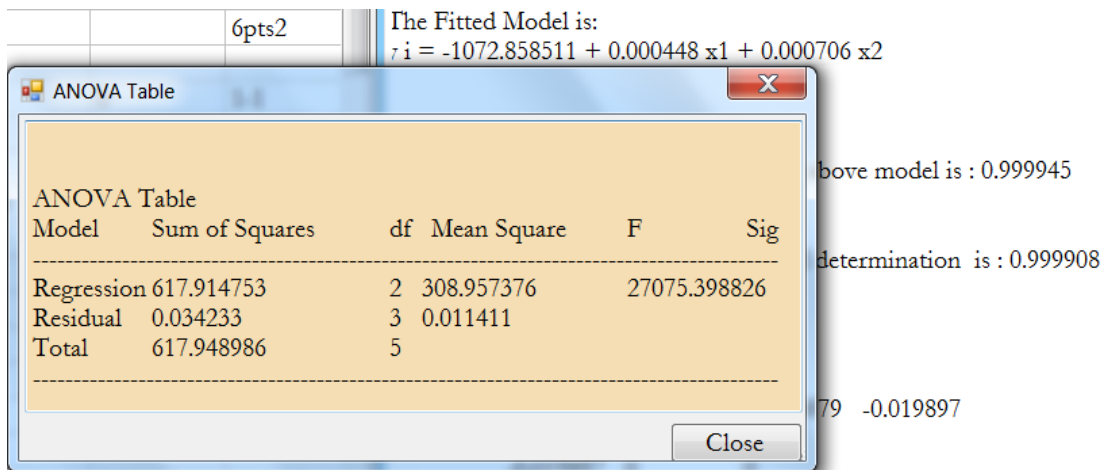 6pts2
The Fitted Model is:
i = -1072.858511 + 0.000448 x1 + 0.000706 x2
ANOVA Table
X
bove model is : 0.999945
ANOVA Table
Model Sum of Squares df Mean Square F Sig
Regression 617.914753 2 308.957376 27075.398826
Residual 0.034233 3 0.011411
Total 617.948986 5
determination is : 0.999908
79 -0.019897
Close